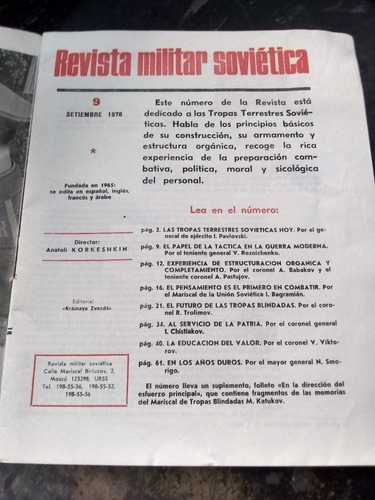 Revista militar soviética
9
SETIEMBRE 1976
Fundada en 1965:
se edita en español, inglés,
francés y árabe
Director:
Anatoli KORKESHKIN
Editorial
«Krásnaya Zvezdá»
Revista militar soviética
Calle Mariscal Biriuzov, 2,
Moscú 123298, URSS
Tel. 198-55-36, 198-55-52,
198-55-56
Este número de la Revista está
dedicado a las Tropas Terrestres Sovié-
ticas. Habla de los principios básicos
de su construcción, su armamento y
estructura orgánica, recoge la rica
experiencia de la preparación com-
bativa, política, moral y sicológica
del personal.
Lea en el número:
pág. 2. LAS TROPAS TERRESTRES SOVIETICAS HOY. Por el ge-
neral de ejército I. Pavlovski.
pág. 9. EL PAPEL DE LA TACTICA EN LA GUERRA MODERNA.
Por el teniente general V. Reznichenko.
pág. 12. EXPERIENCIA DE ESTRUCTURACION ORGANICA Y
COMPLETAMIENTO. Por el coronel A. Babakov y el
teniente coronel A. Pastujov.
pág. 16. EL PENSAMIENTO ES EL PRIMERO EN COMBATIR. Por
el Mariscal de la Unión Soviética I. Bagramián.
pág. 21. EL FUTURO DE LAS TROPAS BLINDADAS. Por el coro-
nel R. Trofímov.
pág. 34. AL SERVICIO DE LA PATRIA. Por el coronel general
I. Chistiakov.
pág. 40. LA EDUCACION DEL VALOR. Por el coronel V. Vikto-
rov.
pág. 61. EN LOS AÑOS DUROS. Por el mayor general N. Smo-
rigo.
El número lleva un suplemento, folleto «En la dirección del
esfuerzo principal», que contiene fragmentos de las memorias
del Mariscal de Tropas Blindadas M. Katukov.